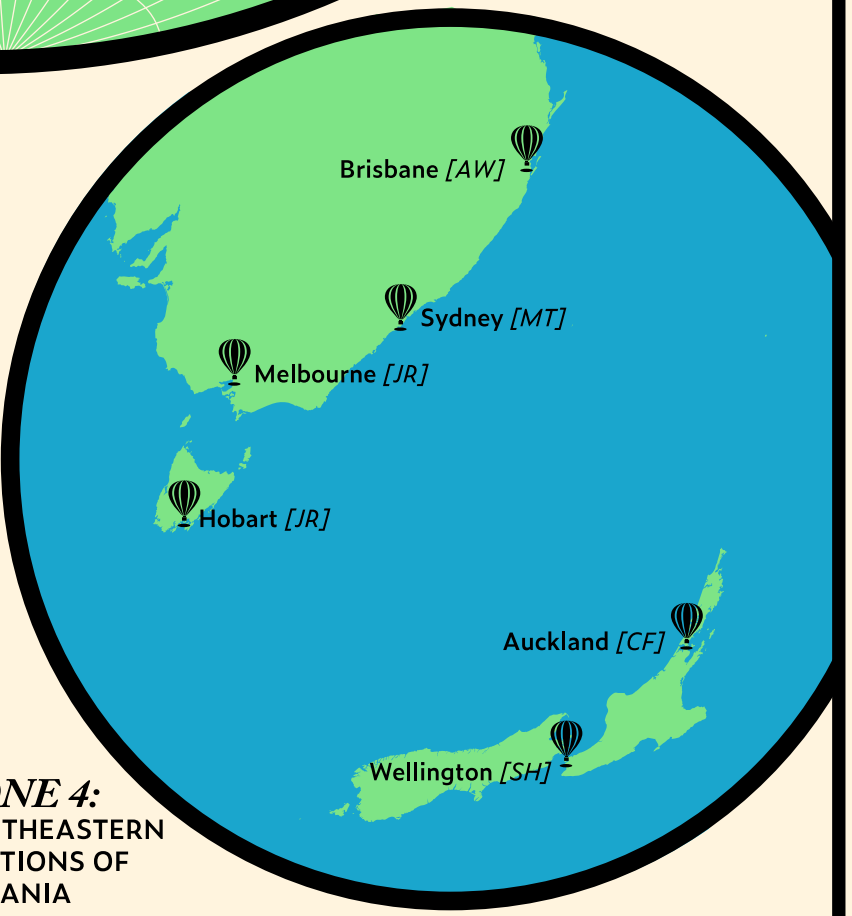 Brisbane [AW]
Sydney [MT]
Melbourne [JR]
Hobart [JR]
Auckland [CF]
Wellington [SH]
NE 4:
THEASTERN
TIONS OF
ANIA